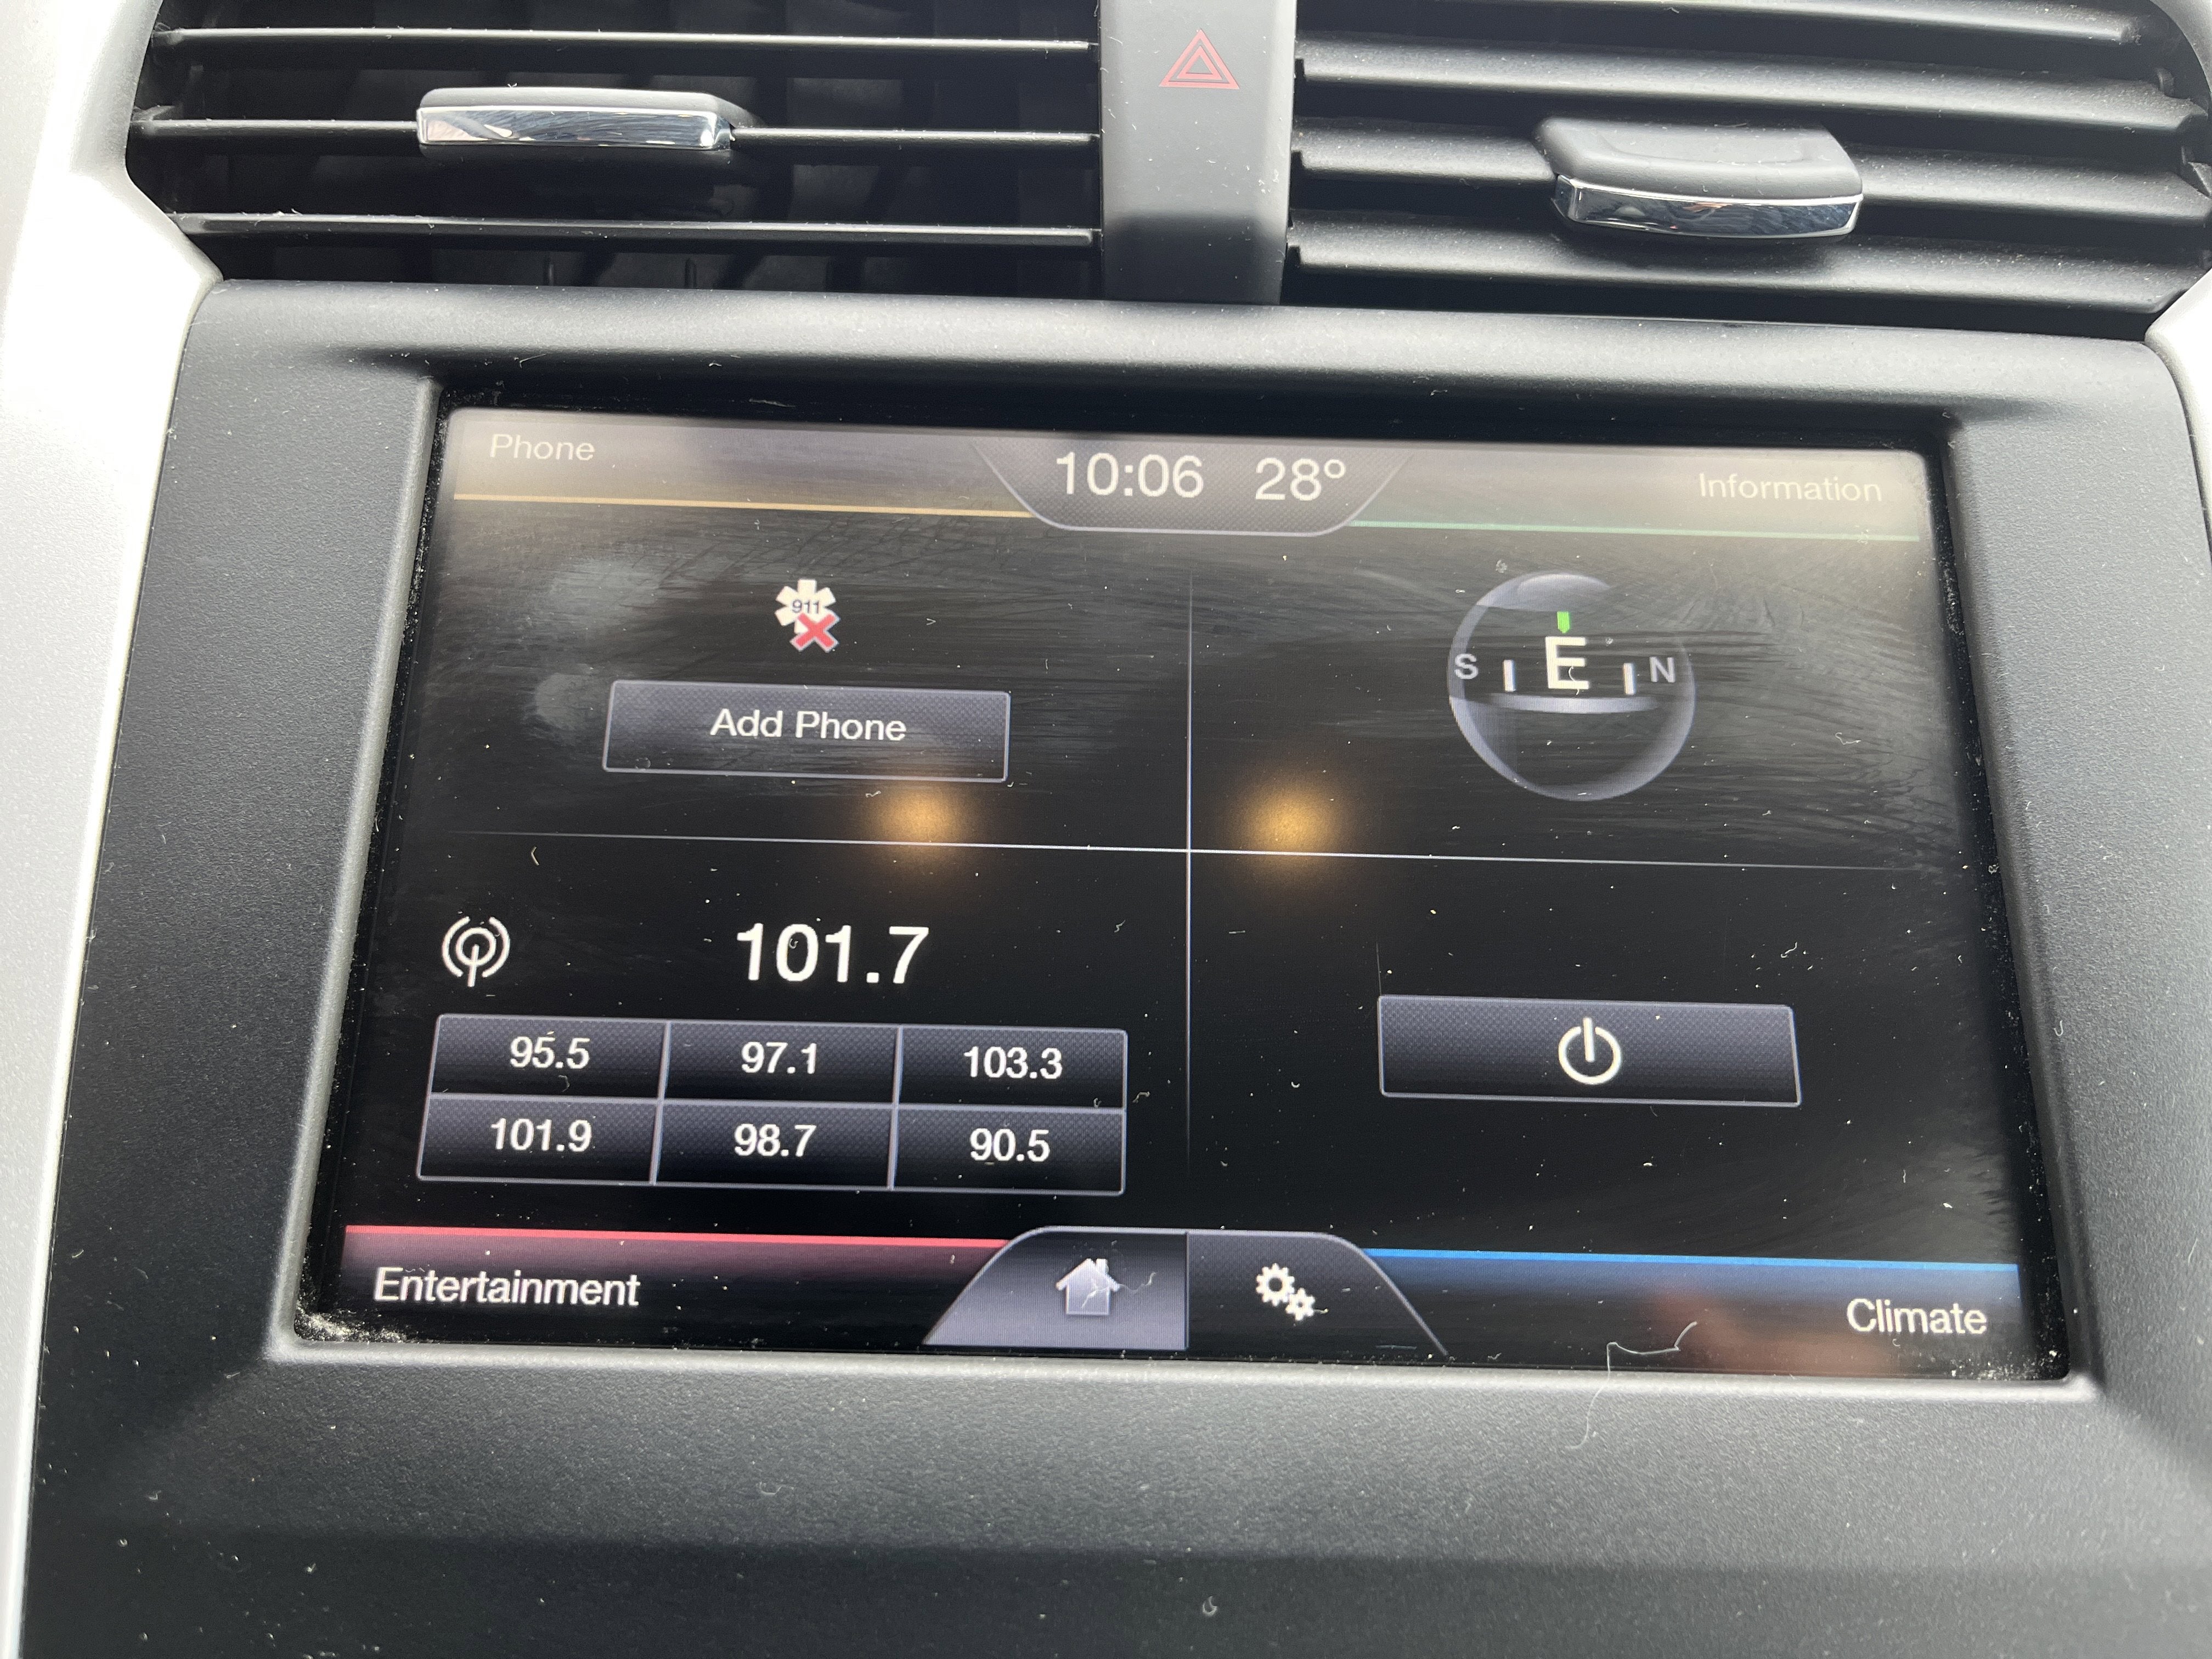 Phone
10:06 28°
Information
911
Add Phone
S E N
101.7
95.5 97.1 103.3
101.9 98.7 90.5
Entertainment
Climate